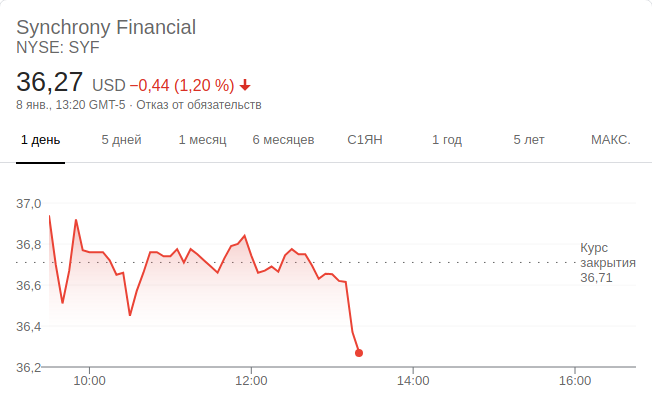 Synchrony Financial
NYSE: SYF
36,27 USD −0,44 (1,20 %)
8 янв., 13:20 GMT-5 · Отказ от обязательств
1 день 5 дней 1 месяц 6 месяцев С1ЯН 1 год 5 лет МАКС.
37,0
36,8
Курс
закрытия
36,71
36,6
36,4
36,2
10:00 12:00 14:00 16:00